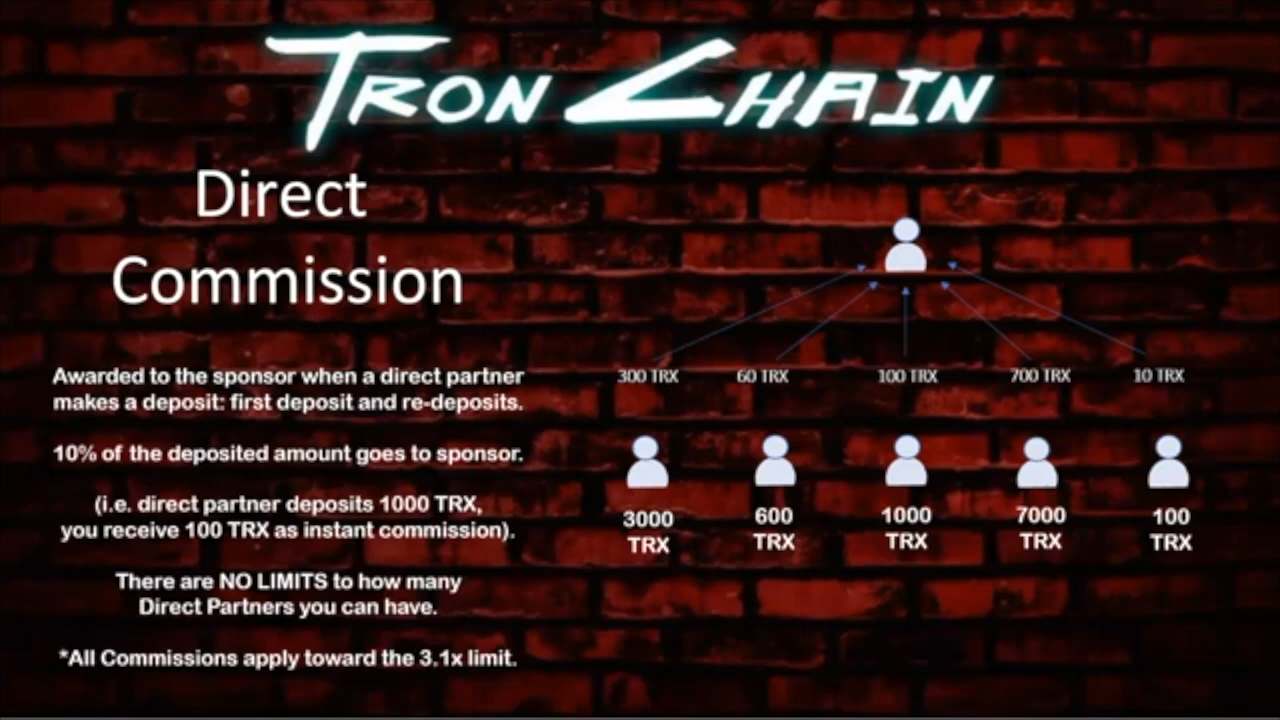 TRON CHAIN
Direct
Commission
Awarded to the sponsor when a direct partner
makes a deposit: first deposit and re-deposits.
10% of the deposited amount goes to sponsor.
(i.e. direct partner deposits 1000 TRX,
you receive 100 TRX as instant commission).
There are NO LIMITS to how many
Direct Partners you can have.
*All Commissions apply toward the 3.1x limit.
300 TRX 60 TRX 100 TRX 700 TRX 10 TRX
3000 600 1000 7000 100
TRX TRX TRX TRX TRX